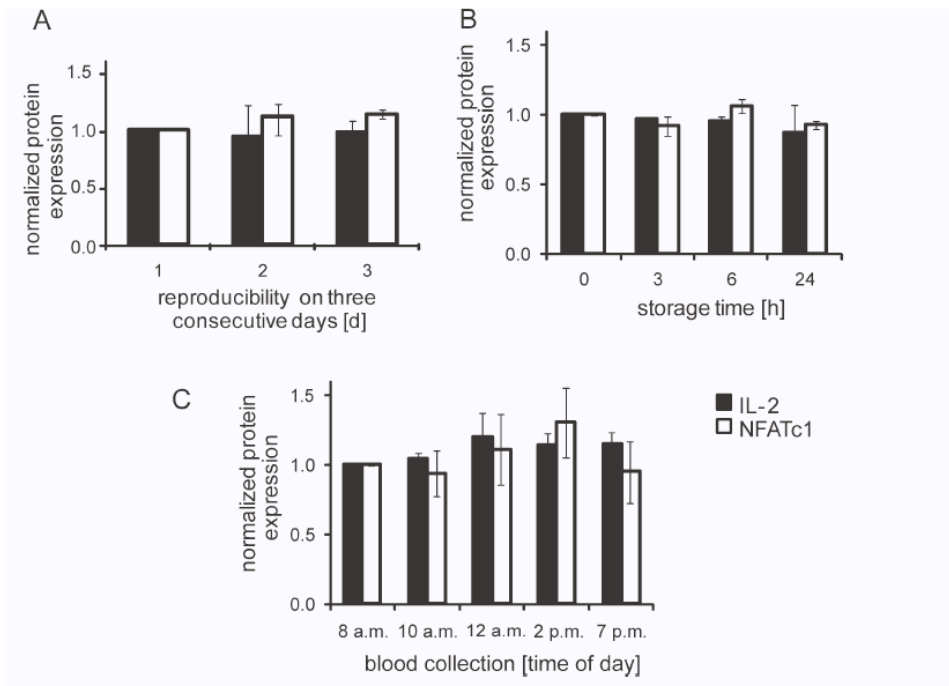 A
normalized protein
expression
1.5
1.0
0.5
0.0
1 2 3
reproducibility on three
consecutive days [d]
B
normalized protein
expression
1.5
1.0
0.5
0.0
0 3 6 24
storage time [h]
C
normalized protein
expression
1.5
1.0
0.5
0.0
8 a.m. 10 a.m. 12 a.m. 2 p.m. 7 p.m.
blood collection [time of day]
IL-2
NFATc1